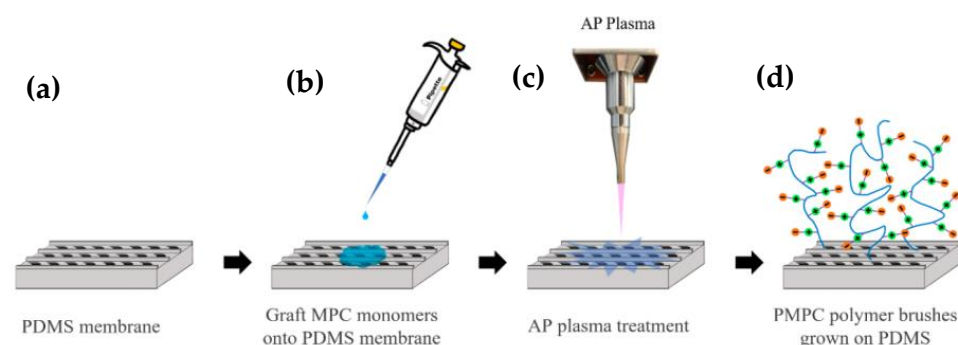 AP Plasma
(a)
(b)
(c)
(d)
Pipette
PDMS membrane
Graft MPC monomers
onto PDMS membrane
AP plasma treatment
PMPC polymer brushes
grown on PDMS